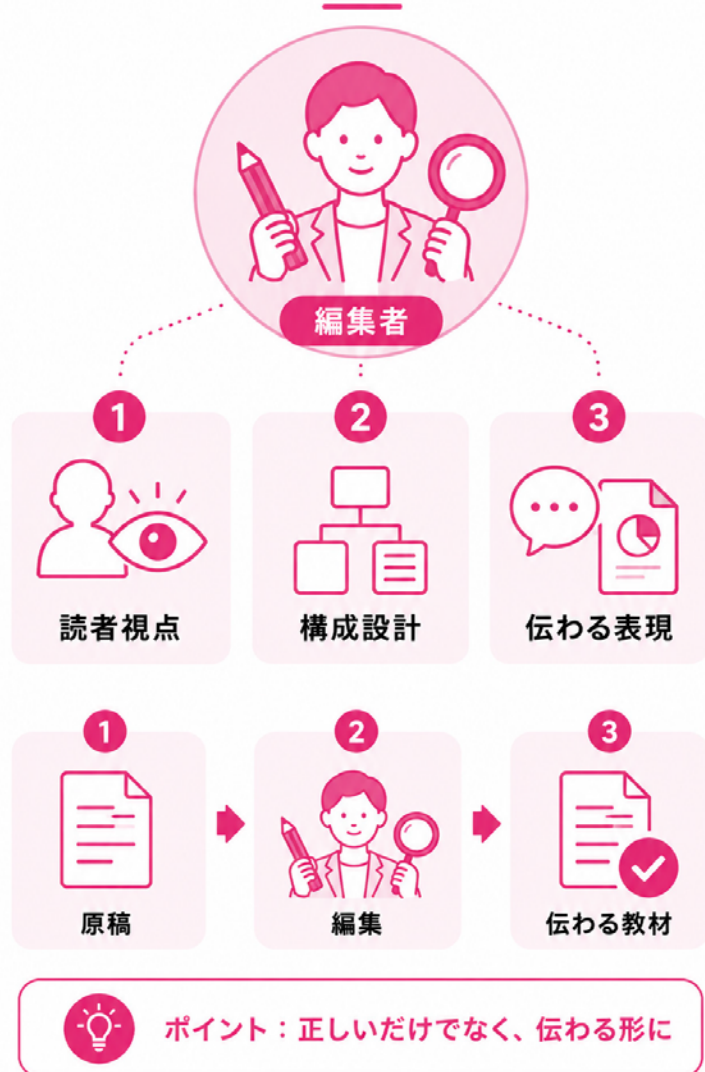 編集者
1
2
3
読者視点
構成設計
伝わる表現
1
2
3
原稿
編集
伝わる教材
ポイント：正しいだけでなく、伝わる形に